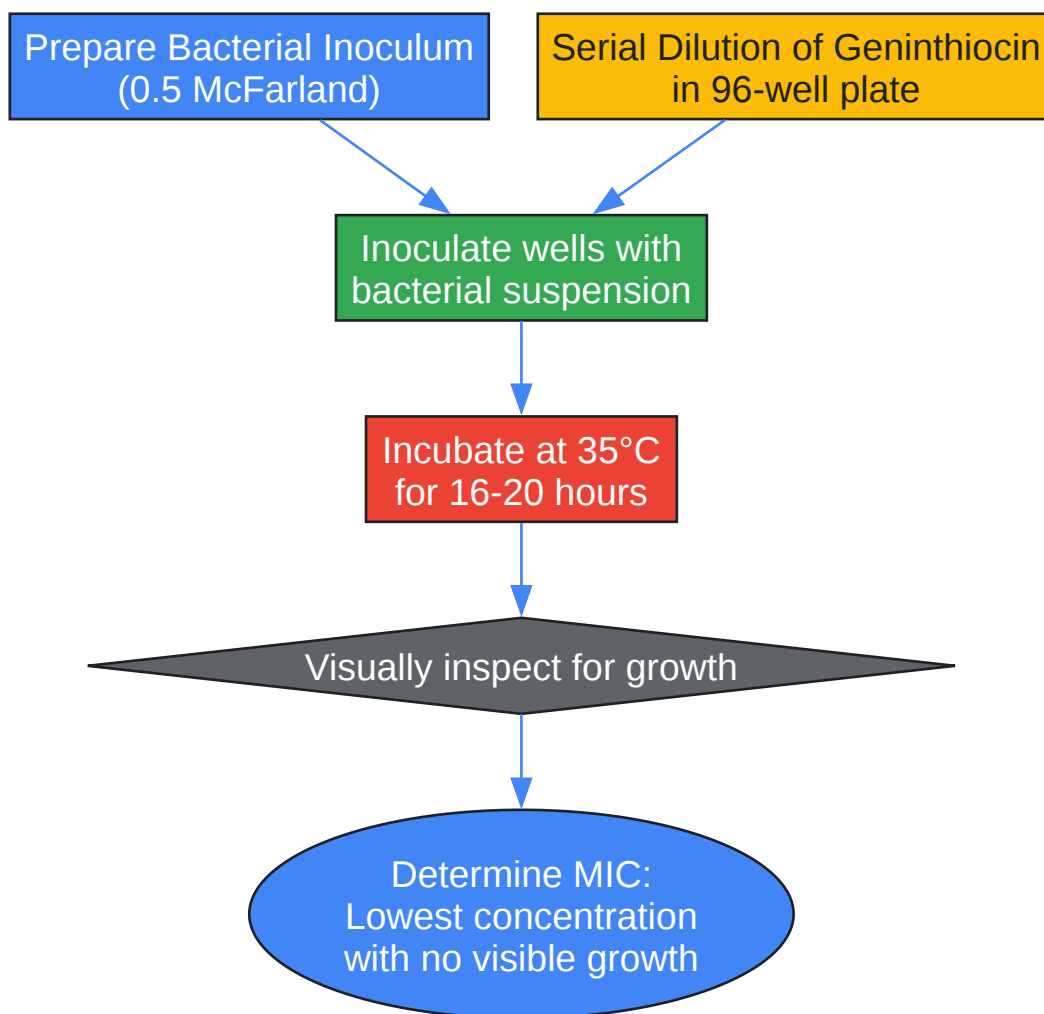 Prepare Bacterial Inoculum
(0.5 McFarland)
Serial Dilution of Geninthiocin
in 96-well plate
Inoculate wells with
bacterial suspension
Incubate at 35°C
for 16-20 hours
Visually inspect for growth
Determine MIC:
Lowest concentration
with no visible growth